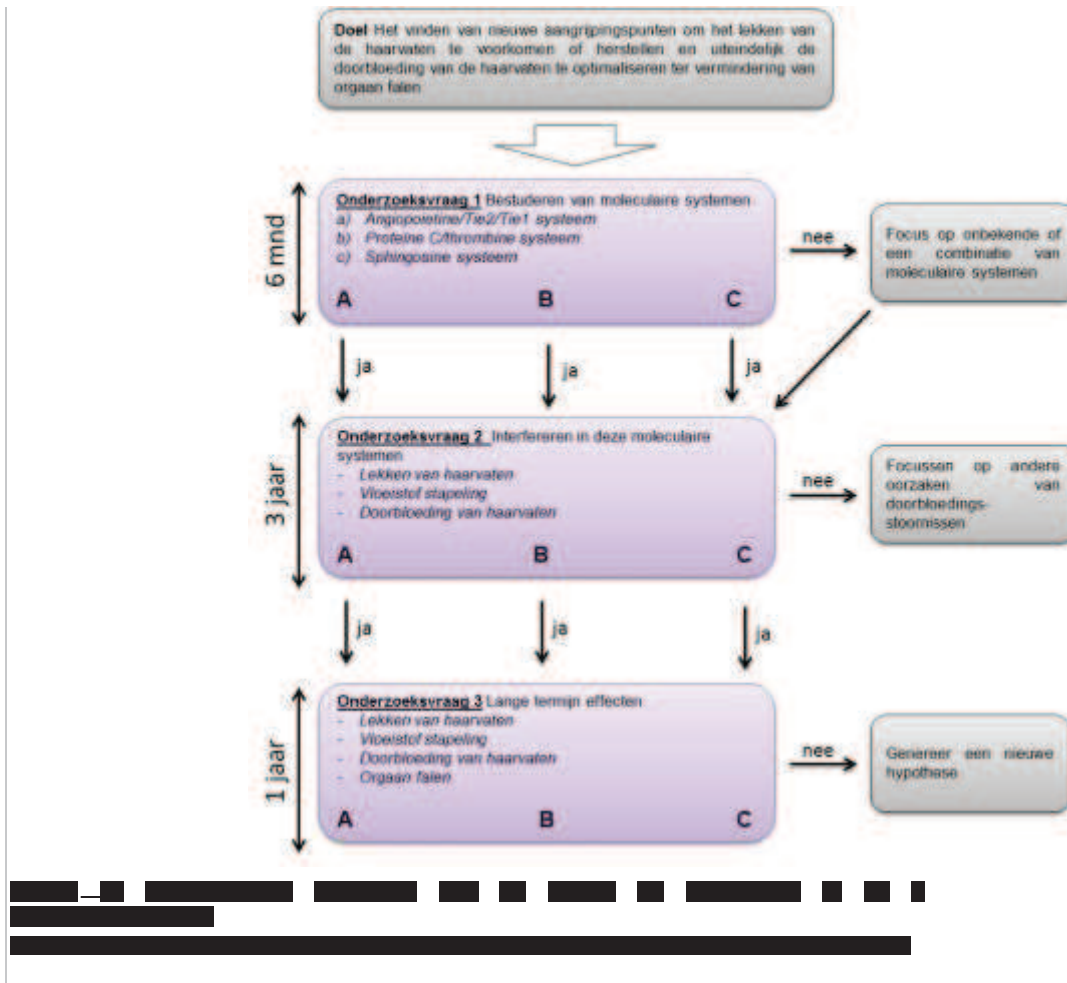 Doel Het vinden van nieuwe aangrijpingspunten om het lekken van
de haarvaten te voorkomen of herstellen en uiteindelijk de
doorbloeding van de haarvaten te optimaliseren ter vermindering van
orgaan falen
6 mnd
Onderzoeksvraag 1 Bestuderen van moleculaire systemen
a) Angiopoietine/Tie2/Tie1 systeem
b) Proteine C/thrombine systeem
c) Sphingosine systeem
A B C
nee
Focus op onbekende of
een combinatie van
moleculaire systemen
ja ja ja
3 jaar
Onderzoeksvraag 2 Interfereren in deze moleculaire
systemen
- Lekken van haarvaten
- Vloeistof stapeling
- Doorbloeding van haarvaten
A B C
nee
Focussen op andere
oorzaken van
doorbloedings-
stoornissen
ja ja ja
1 jaar
Onderzoeksvraag 3 Lange termijn effecten
- Lekken van haarvaten
- Vloeistof stapeling
- Doorbloeding van haarvaten
- Orgaan falen
A B C
nee
Genereer een nieuwe
hypothese